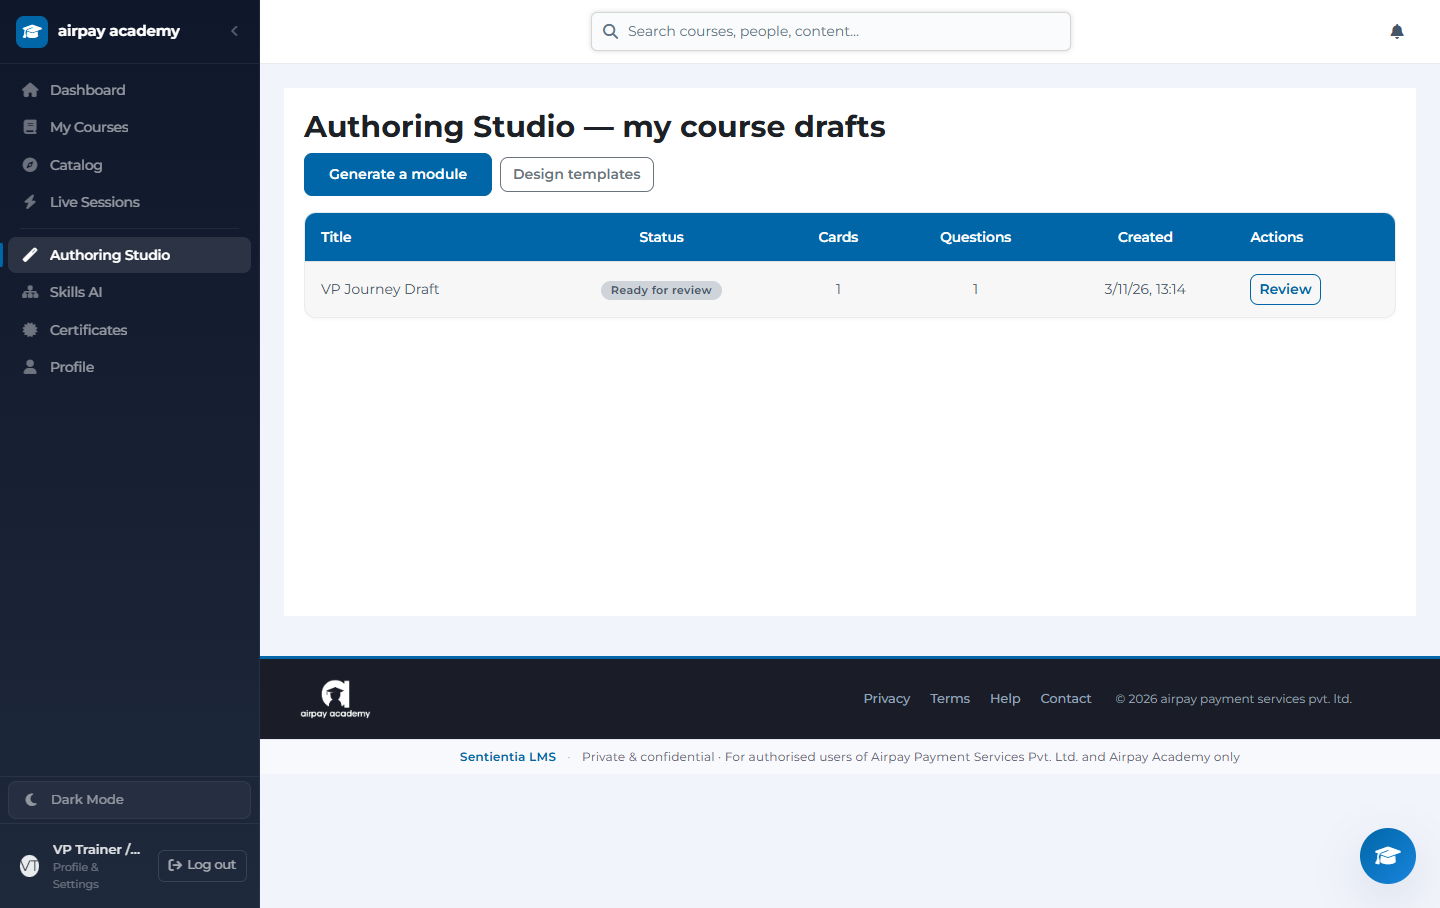 airpay academy
Search courses, people, content...
Dashboard
My Courses
Catalog
Live Sessions
Authoring Studio
Skills AI
Certificates
Profile
Authoring Studio — my course drafts
Generate a module
Design templates
Title Status Cards Questions Created Actions
VP Journey Draft Ready for review 1 1 3/11/26, 13:14 Review
airpay academy
Privacy Terms Help Contact © 2026 airpay payment services pvt. ltd.
Sentientia LMS · Private & confidential · For authorised users of Airpay Payment Services Pvt. Ltd. and Airpay Academy only
Dark Mode
VT
VP Trainer /...
Profile &
Settings
Log out